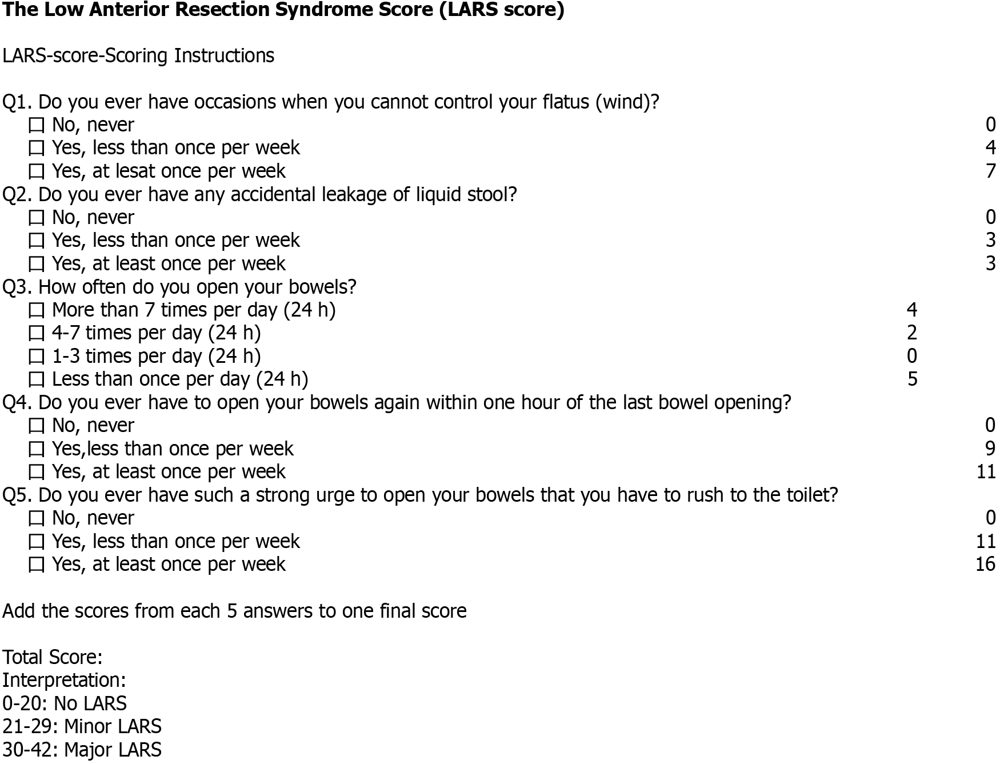 The Low Anterior Resection Syndrome Score (LARS score)
LARS-score-Scoring Instructions
Q1. Do you ever have occasions when you cannot control your flatus (wind)?
☐ No, never 0
☐ Yes, less than once per week 4
☐ Yes, at lesat once per week 7
Q2. Do you ever have any accidental leakage of liquid stool?
☐ No, never 0
☐ Yes, less than once per week 3
☐ Yes, at least once per week 3
Q3. How often do you open your bowels?
☐ More than 7 times per day (24 h) 4
☐ 4-7 times per day (24 h) 2
☐ 1-3 times per day (24 h) 0
☐ Less than once per day (24 h) 5
Q4. Do you ever have to open your bowels again within one hour of the last bowel opening?
☐ No, never 0
☐ Yes,less than once per week 9
☐ Yes, at least once per week 11
Q5. Do you ever have such a strong urge to open your bowels that you have to rush to the toilet?
☐ No, never 0
☐ Yes, less than once per week 11
☐ Yes, at least once per week 16
Add the scores from each 5 answers to one final score
Total Score:
Interpretation:
0-20: No LARS
21-29: Minor LARS
30-42: Major LARS